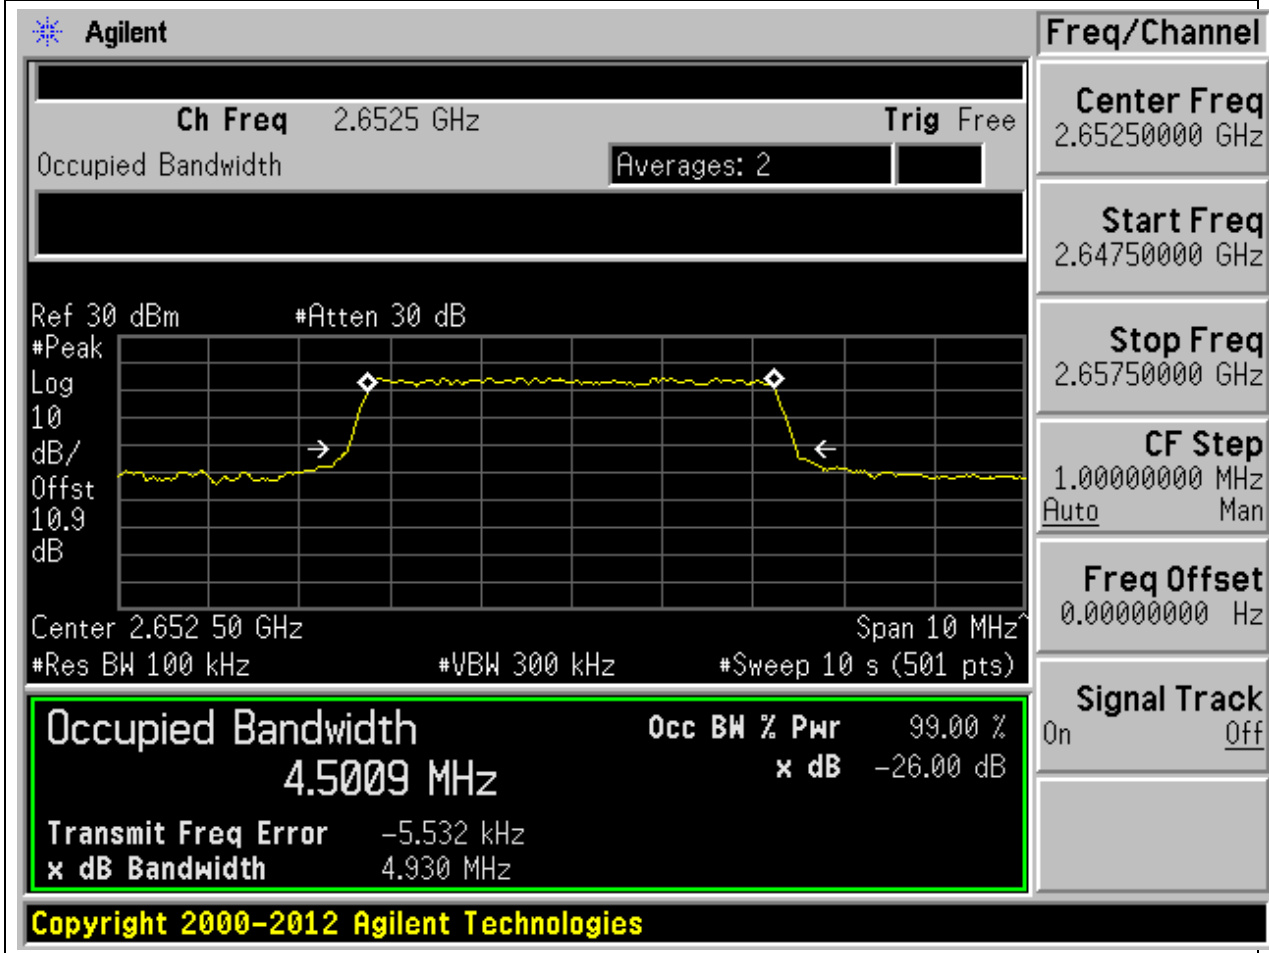 Agilent
Freq/Channel
Ch Freq 2.6525 GHz Trig Free
Occupied Bandwidth Averages: 2
Center Freq
2.65250000 GHz
Start Freq
2.64750000 GHz
Stop Freq
2.65750000 GHz
CF Step
1.00000000 MHz
Auto Man
Freq Offset
0.00000000 Hz
Signal Track
On Off
Ref 30 dBm #Atten 30 dB
#Peak
Log
10
dB/
Offst
10.9
dB
Center 2.652 50 GHz Span 10 MHz^
#Res BW 100 kHz #VBW 300 kHz #Sweep 10 s (501 pts)
Occupied Bandwidth Occ BW % Pwr 99.00 %
4.5009 MHz x dB -26.00 dB
Transmit Freq Error -5.532 kHz
x dB Bandwidth 4.930 MHz
Copyright 2000-2012 Agilent Technologies